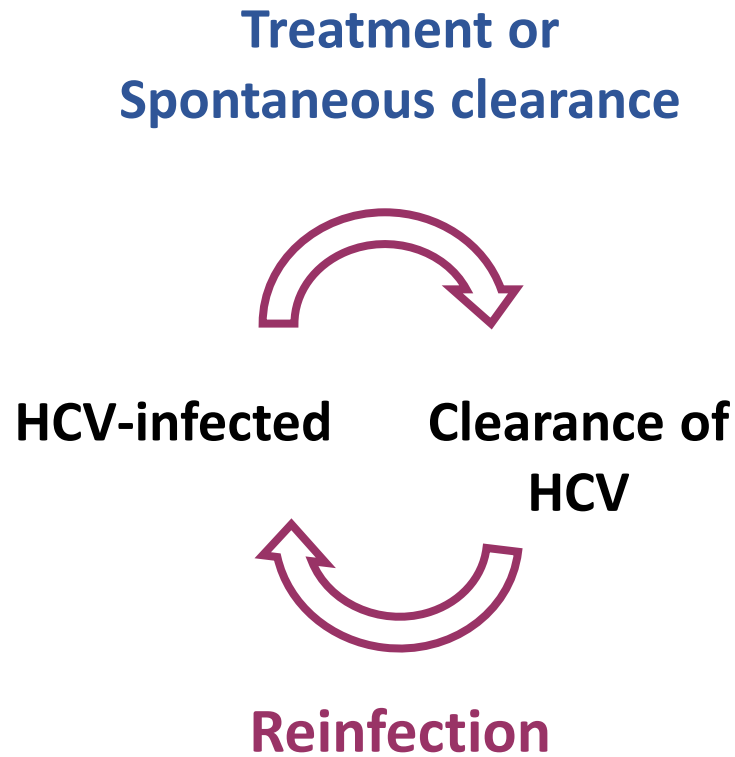 Treatment or
Spontaneous clearance
HCV-infected
Clearance of
HCV
Reinfection